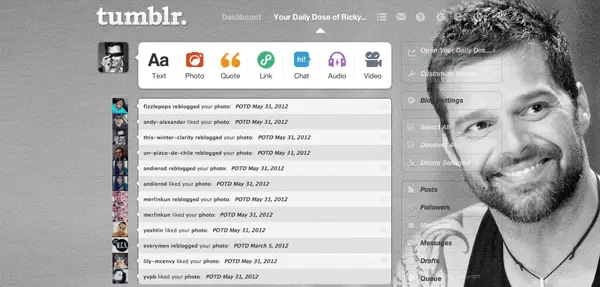 tumblr.
Dashboard Your Daily Dose of Ricky...
Aa
Text
Photo
Quote
Link
hi!
Chat
Audio
Video
fizzlepops reblogged your photo: POTD May 31, 2012
andy-alexander liked your photo: POTD May 31, 2012
this-winter-clarity reblogged your photo: POTD May 31, 2012
un-piaco-de-chile reblogged your photo: POTD May 31, 2012
andierod reblogged your photo: POTD May 31, 2012
andierod liked your photo: POTD May 31, 2012
merlinkun reblogged your photo: POTD May 31, 2012
merlinkun liked your photo: POTD May 31, 2012
yoshtin liked your photo: POTD May 31, 2012
everymen reblogged your photo: POTD March 5, 2012
lily-mcenvy liked your photo: POTD May 31, 2012
yvpb liked your photo: POTD May 31, 2012
Open Your Daily Dos...
Customize theme
Blog Settings
Select All
Deselect All
Delete Selected
Posts
Followers
Messages
Drafts
Queue